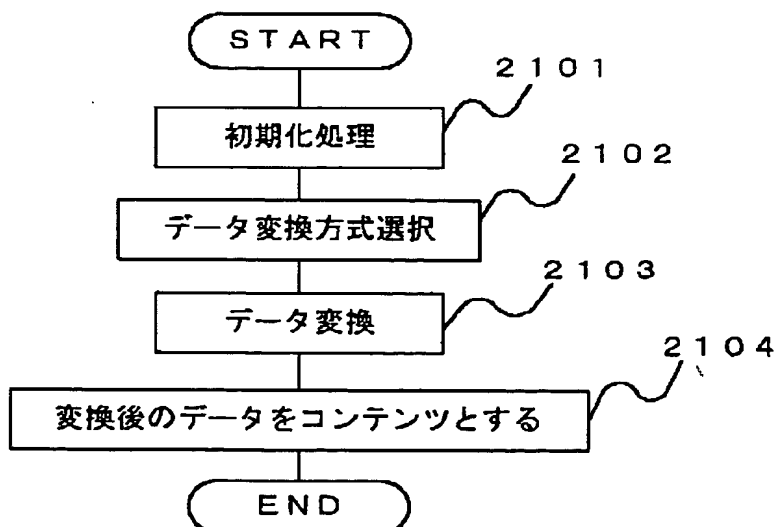 START
2101
初期化処理
2102
データ変換方式選択
2103
データ変換
2104
変換後のデータをコンテンツとする
END